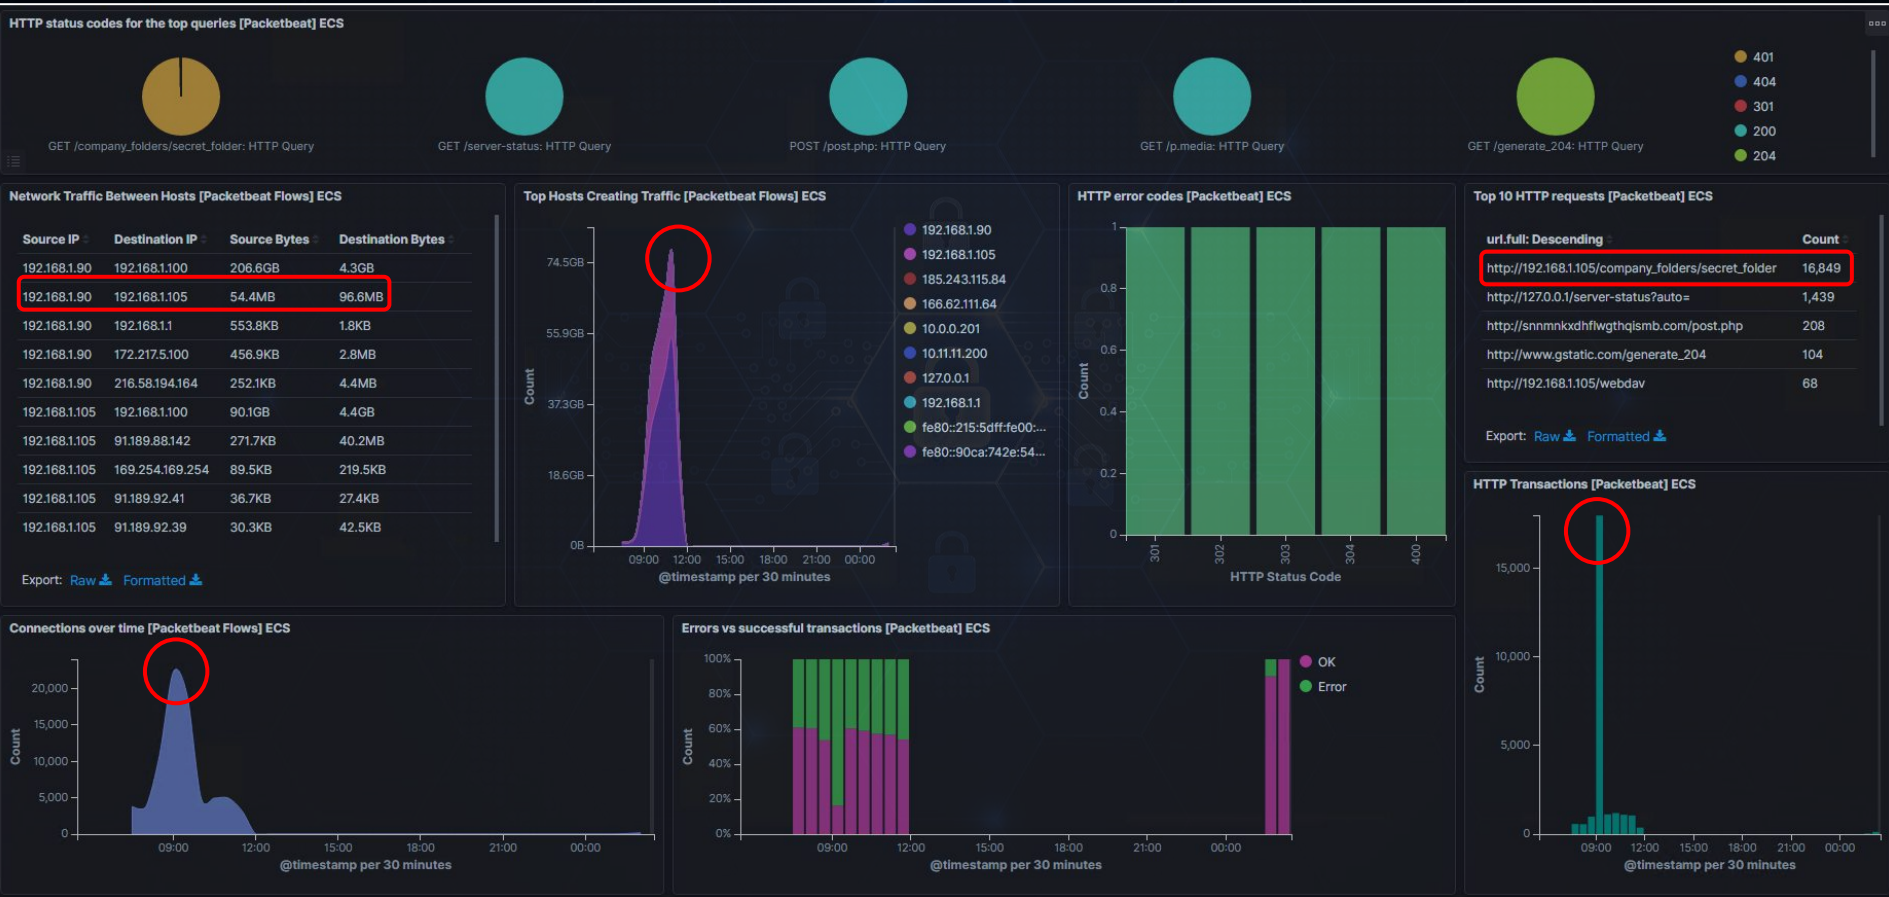 HTTP status codes for the top queries [Packetbeat] ECS
GET /company_folders/secret_folder: HTTP Query
GET /server-status: HTTP Query
POST /post.php: HTTP Query
GET /p.media: HTTP Query
GET /generate_204: HTTP Query
401
404
301
200
204
Network Traffic Between Hosts [Packetbeat Flows] ECS
Source IP Destination IP Source Bytes Destination Bytes
192.168.1.90 192.168.1.100 206.6GB 4.3GB
192.168.1.90 192.168.1.105 54.4MB 96.6MB
192.168.1.90 192.168.1.1 553.8KB 1.8KB
192.168.1.90 172.217.5.100 456.9KB 2.8MB
192.168.1.90 216.58.194.164 252.1KB 4.4MB
192.168.1.105 192.168.1.100 90.1GB 4.4GB
192.168.1.105 91.189.88.142 271.7KB 40.2MB
192.168.1.105 169.254.169.254 89.5KB 219.5KB
192.168.1.105 91.189.92.41 36.7KB 27.4KB
192.168.1.105 91.189.92.39 30.3KB 42.5KB
Export: Raw Formatted
Top Hosts Creating Traffic [Packetbeat Flows] ECS
Count
74.5GB
55.9GB
37.3GB
18.6GB
0B
09:00 12:00 15:00 18:00 21:00 00:00
@timestamp per 30 minutes
192.168.1.90
192.168.1.105
185.243.115.84
166.62.111.64
10.0.0.201
10.11.11.200
127.0.0.1
192.168.1.1
fe80::215:5dff:fe00:...
fe80::90ca:742e:54...
HTTP error codes [Packetbeat] ECS
Count
1
0.8
0.6
0.4
0.2
0
301 302 303 304 400
HTTP Status Code
Top 10 HTTP requests [Packetbeat] ECS
url.full: Descending Count
http://192.168.1.105/company_folders/secret_folder 16,849
http://127.0.0.1/server-status?auto= 1,439
http://snnmnkxdhflwgthqismb.com/post.php 208
http://www.gstatic.com/generate_204 104
http://192.168.1.105/webdav 68
Export: Raw Formatted
HTTP Transactions [Packetbeat] ECS
Count
15,000
10,000
5,000
0
09:00 12:00 15:00 18:00 21:00 00:00
@timestamp per 30 minutes
Connections over time [Packetbeat Flows] ECS
Count
20,000
15,000
10,000
5,000
0
09:00 12:00 15:00 18:00 21:00 00:00
@timestamp per 30 minutes
Errors vs successful transactions [Packetbeat] ECS
Count
100%
80%
60%
40%
20%
0%
09:00 12:00 15:00 18:00 21:00 00:00
@timestamp per 30 minutes
OK
Error